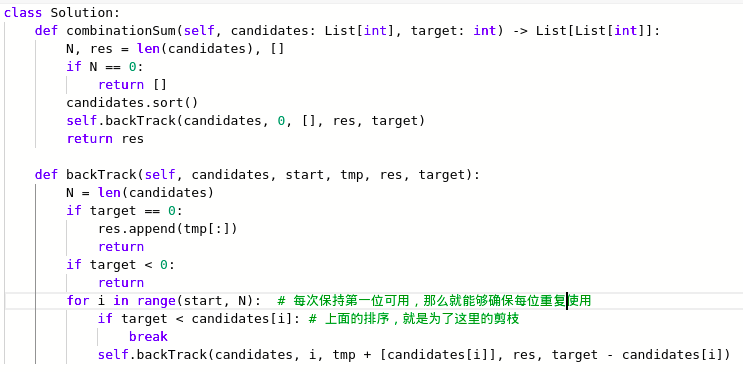 class Solution:
    def combinationSum(self, candidates: List[int], target: int) -> List[List[int]]:
        N, res = len(candidates), []
        if N == 0:
            return []
        candidates.sort()
        self.backTrack(candidates, 0, [], res, target)
        return res

    def backTrack(self, candidates, start, tmp, res, target):
        N = len(candidates)
        if target == 0:
            res.append(tmp[:])
            return
        if target < 0:
            return
        for i in range(start, N):  # 每次保持第一位可用，那么就能够确保每位重复使用
            if target < candidates[i]: # 上面的排序，就是为了这里的剪枝
                break
            self.backTrack(candidates, i, tmp + [candidates[i]], res, target - candidates[i])